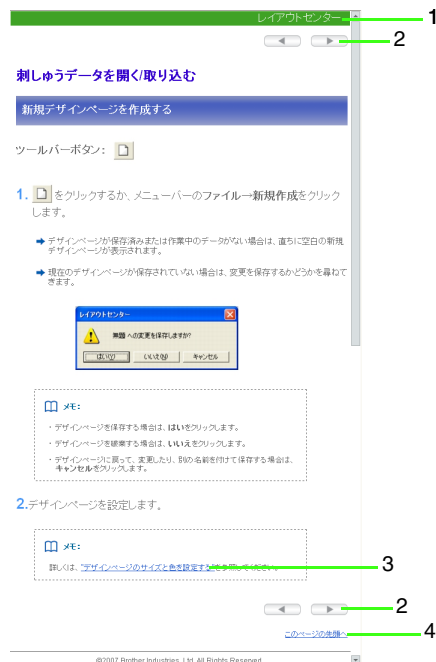 レイアウトセンター
1
2
刺しゅうデータを開く/取り込む
新規デザインページを作成する
ツールバーボタン:
1. をクリックするか、メニューバーのファイル→新規作成をクリック
します。
デザインページが保存済みまたは作業中のデータがない場合は、直ちに空白の新規
デザインページが表示されます。
現在のデザインページが保存されていない場合は、変更を保存するかどうかを尋ねて
きます。
レイアウトセンター
無題 への変更を保存しますか?
はい(Y) いいえ(N) キャンセル
メモ:
・デザインページを保存する場合は、はいをクリックします。
・デザインページを破棄する場合は、いいえをクリックします。
・デザインページに戻って、変更したり、別の名前を付けて保存する場合は、
キャンセルをクリックします。
2.デザインページを設定します。
メモ:
詳しくは、"デザインページのサイズと色を設定する"を参照してください。
3
2
このページの先頭へ
4
©2007 Brother Industries, Ltd. All Rights Reserved.